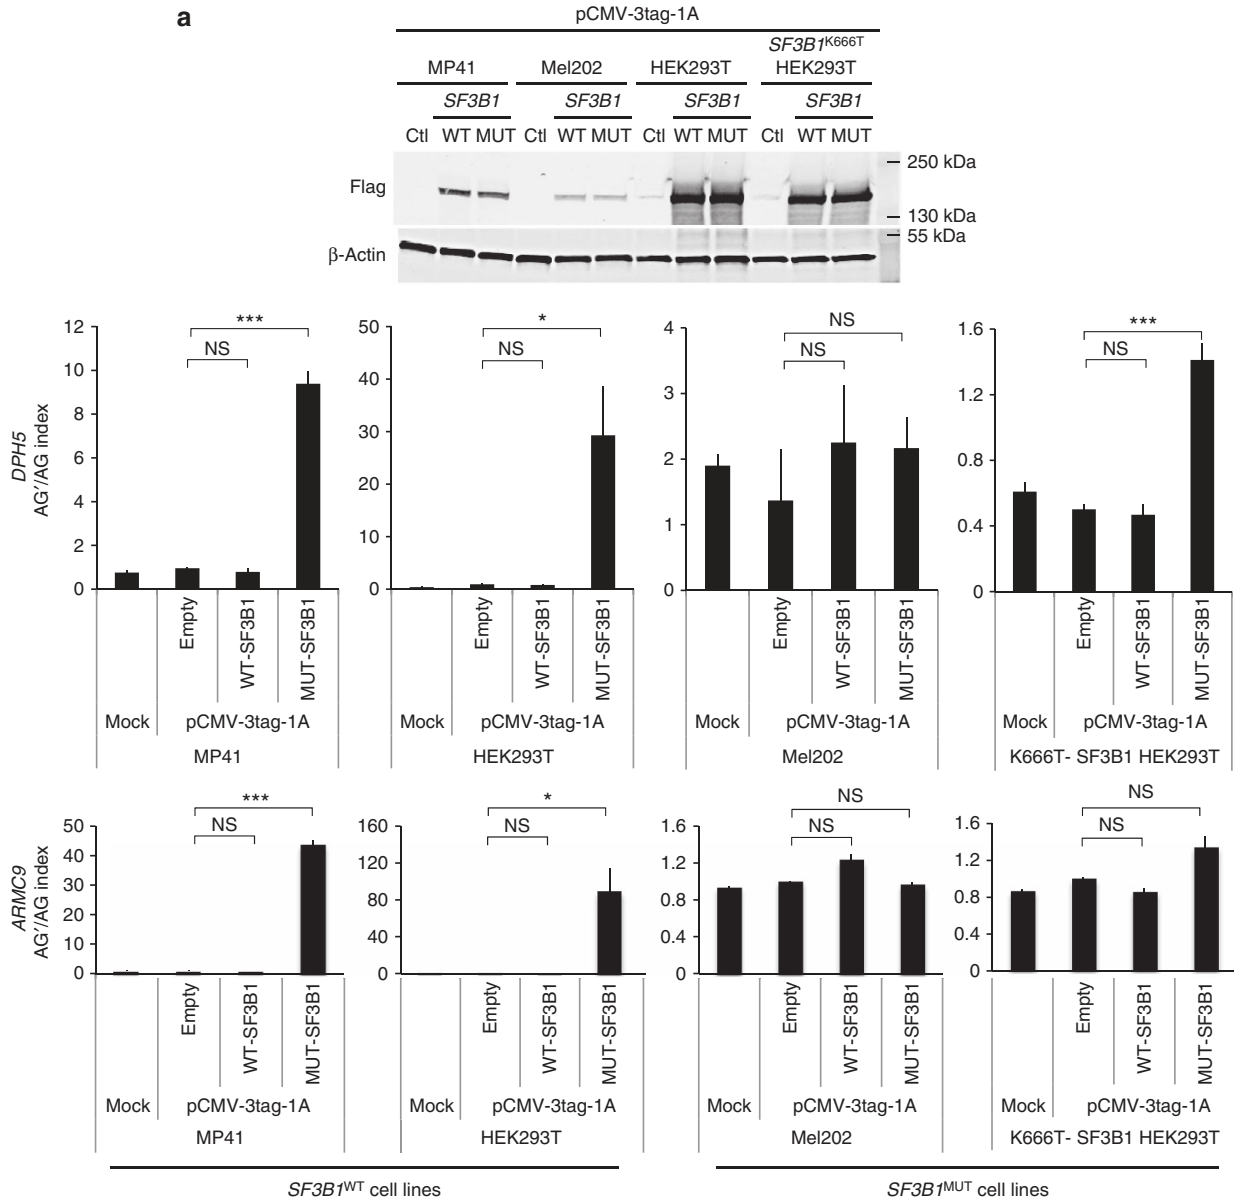 a
pCMV-3tag-1A
MP41 Mel202 HEK293T SF3B1K666T HEK293T
SF3B1 SF3B1 SF3B1 SF3B1
Ctl WT MUT Ctl WT MUT Ctl WT MUT Ctl WT MUT
Flag
250 kDa
130 kDa
55 kDa
β-Actin
DPH5
AG′/AG index
12
10
8
6
4
2
0
NS
***
Mock
Empty
WT-SF3B1
MUT-SF3B1
pCMV-3tag-1A
MP41
50
40
30
20
10
0
NS
*
Mock
Empty
WT-SF3B1
MUT-SF3B1
pCMV-3tag-1A
HEK293T
4
3
2
1
0
NS
NS
Mock
Empty
WT-SF3B1
MUT-SF3B1
pCMV-3tag-1A
Mel202
1.6
1.2
0.8
0.4
0
NS
***
Mock
Empty
WT-SF3B1
MUT-SF3B1
pCMV-3tag-1A
K666T- SF3B1 HEK293T
ARMC9
AG′/AG index
50
40
30
20
10
0
NS
***
Mock
Empty
WT-SF3B1
MUT-SF3B1
pCMV-3tag-1A
MP41
160
120
80
40
0
NS
*
Mock
Empty
WT-SF3B1
MUT-SF3B1
pCMV-3tag-1A
HEK293T
1.6
1.2
0.8
0.4
0
NS
NS
Mock
Empty
WT-SF3B1
MUT-SF3B1
pCMV-3tag-1A
Mel202
1.6
1.2
0.8
0.4
0
NS
NS
Mock
Empty
WT-SF3B1
MUT-SF3B1
pCMV-3tag-1A
K666T- SF3B1 HEK293T
SF3B1WT cell lines
SF3B1MUT cell lines